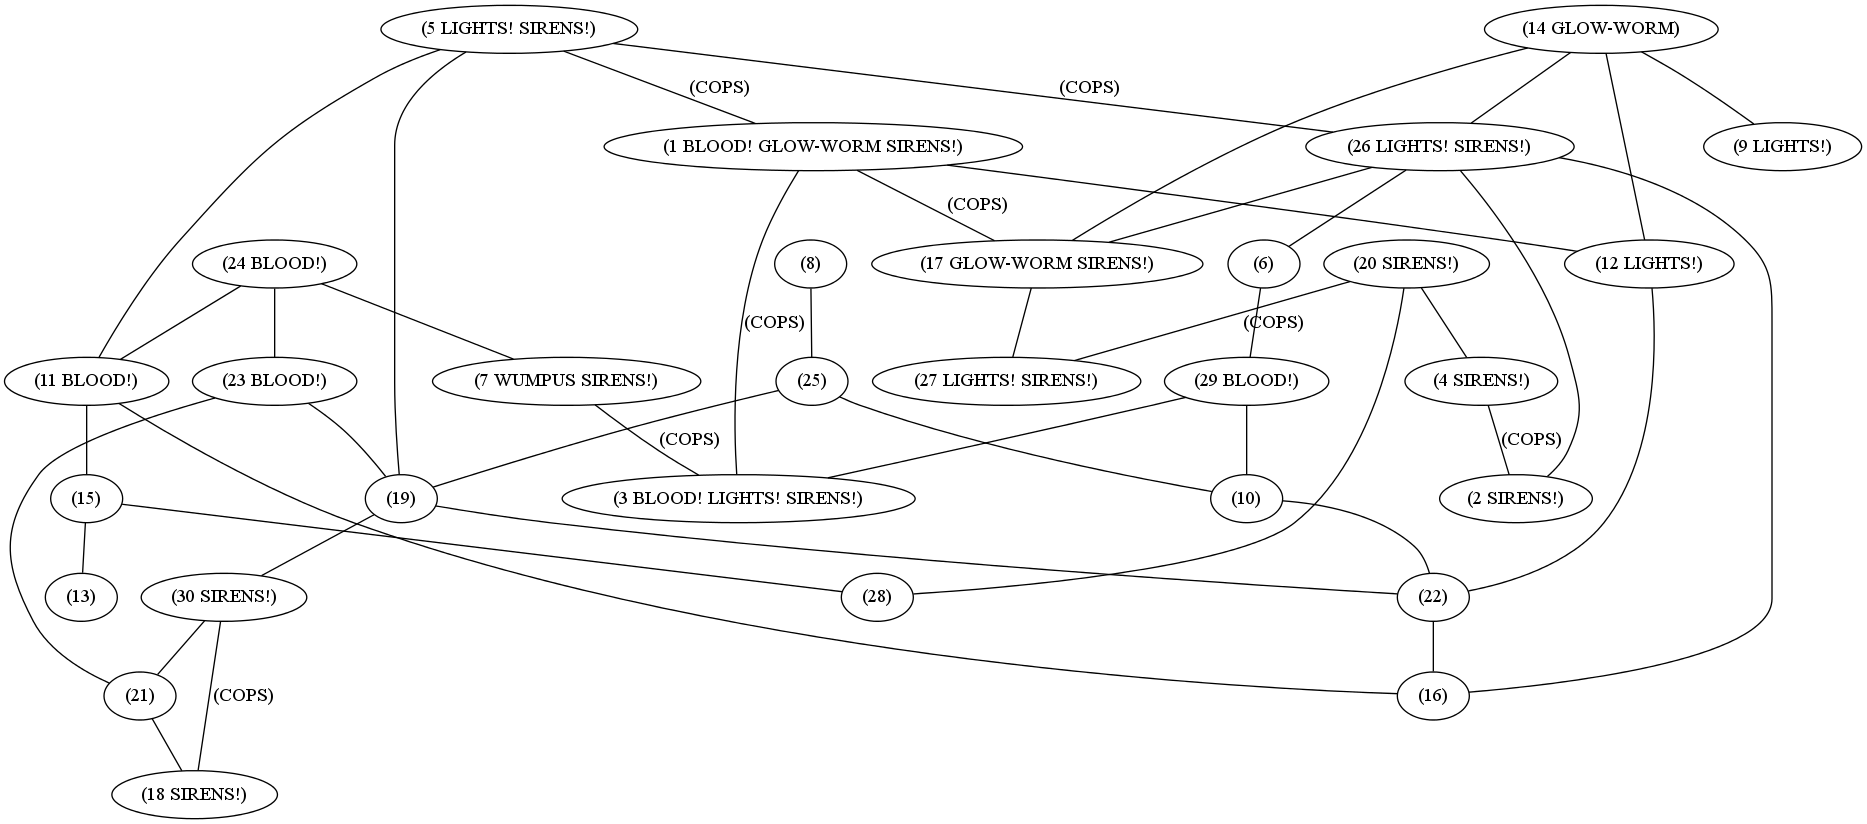 (5 LIGHTS! SIRENS!)
(14 GLOW-WORM)
(COPS)
(COPS)
(1 BLOOD! GLOW-WORM SIRENS!)
(26 LIGHTS! SIRENS!)
(9 LIGHTS!)
(COPS)
(24 BLOOD!)
(8)
(17 GLOW-WORM SIRENS!)
(6)
(20 SIRENS!)
(12 LIGHTS!)
(COPS)
(COPS)
(11 BLOOD!)
(23 BLOOD!)
(7 WUMPUS SIRENS!)
(25)
(27 LIGHTS! SIRENS!)
(29 BLOOD!)
(4 SIRENS!)
(COPS)
(COPS)
(15)
(19)
(3 BLOOD! LIGHTS! SIRENS!)
(10)
(2 SIRENS!)
(13)
(30 SIRENS!)
(28)
(22)
(21)
(COPS)
(16)
(18 SIRENS!)